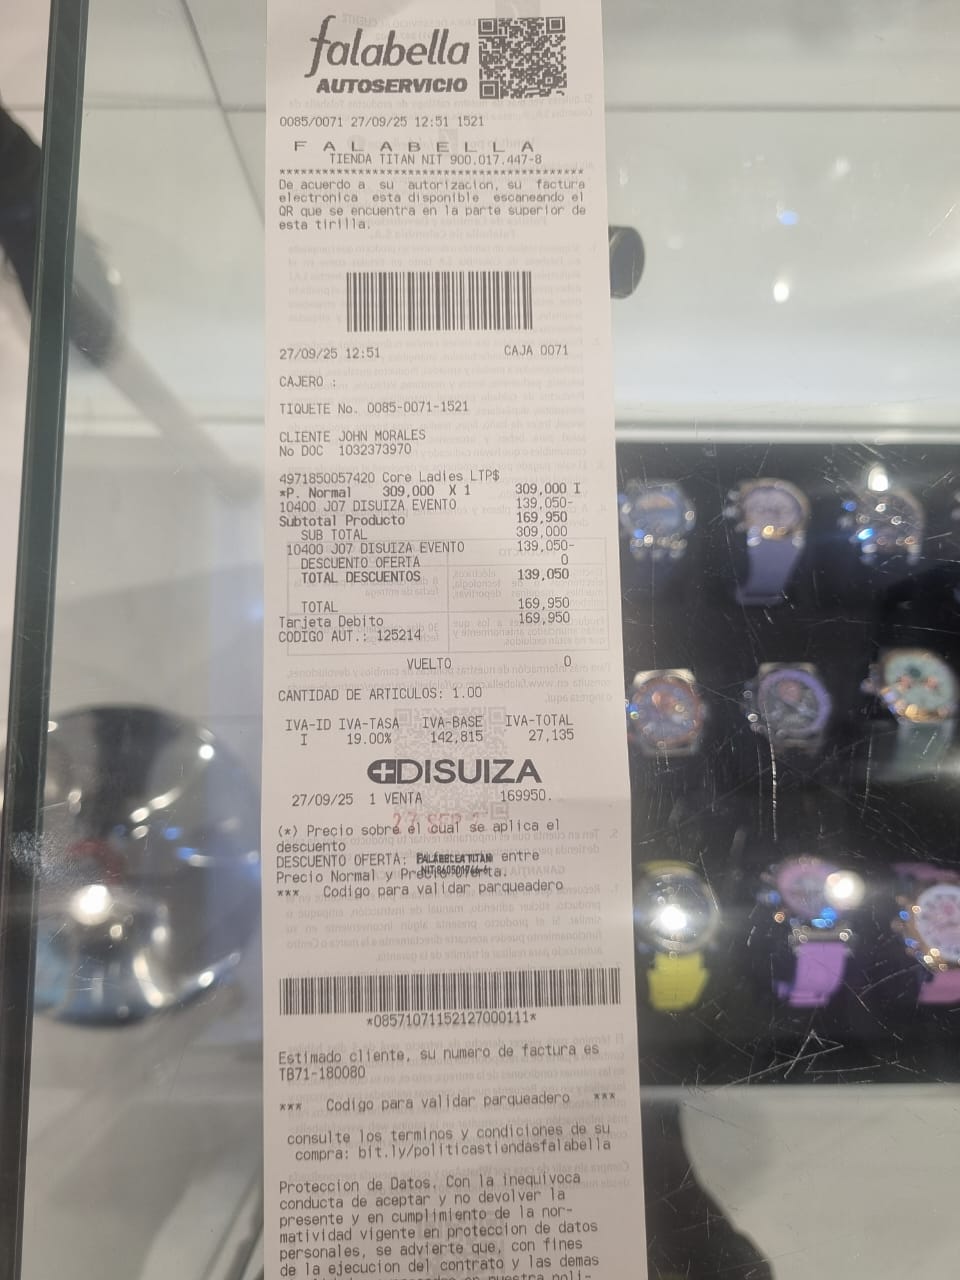 falabella
AUTOSERVICIO
0085/0071 27/09/25 12:51 1521
F A L A B E L L A
TIENDA TITAN NIT 900.017.447-8
****************************************
De acuerdo a su autorizacion, su factura
electronica esta disponible escaneando el
QR que se encuentra en la parte superior de
esta tirilla.
27/09/25 12:51 CAJA 0071
CAJERO :
TIQUETE No. 0085-0071-1521
CLIENTE JOHN MORALES
No DOC 1032373970
4971850057420 Core Ladies LTP$
*P. Normal 309,000 X 1 309,000 I
10400 J07 DISUIZA EVENTO 139,050-
Subtotal Producto 169,950
SUB TOTAL 309,000
10400 J07 DISUIZA EVENTO 139,050-
DESCUENTO OFERTA 0
TOTAL DESCUENTOS 139,050
TOTAL 169,950
Tarjeta Debito 169,950
CODIGO AUT.: 125214
VUELTO 0
CANTIDAD DE ARTICULOS: 1.00
IVA-ID IVA-TASA IVA-BASE IVA-TOTAL
I 19.00% 142,815 27,135
DISUIZA
27/09/25 1 VENTA 169950.
(*) Precio sobre el cual se aplica el
descuento
DESCUENTO OFERTA: entre
Precio Normal y Precio Oferta.
*** Codigo para validar parqueadero
*08571071152127000111*
Estimado cliente, su numero de factura es
TB71-180080
*** Codigo para validar parqueadero ***
consulte los terminos y condiciones de su
compra: bit.ly/politicastiendasfalabella
Proteccion de Datos. Con la inequivoca
conducta de aceptar y no devolver la
presente y en cumplimiento de la nor-
matividad vigente en proteccion de datos
personales, se advierte que, con fines
de la ejecucion del contrato y las demas